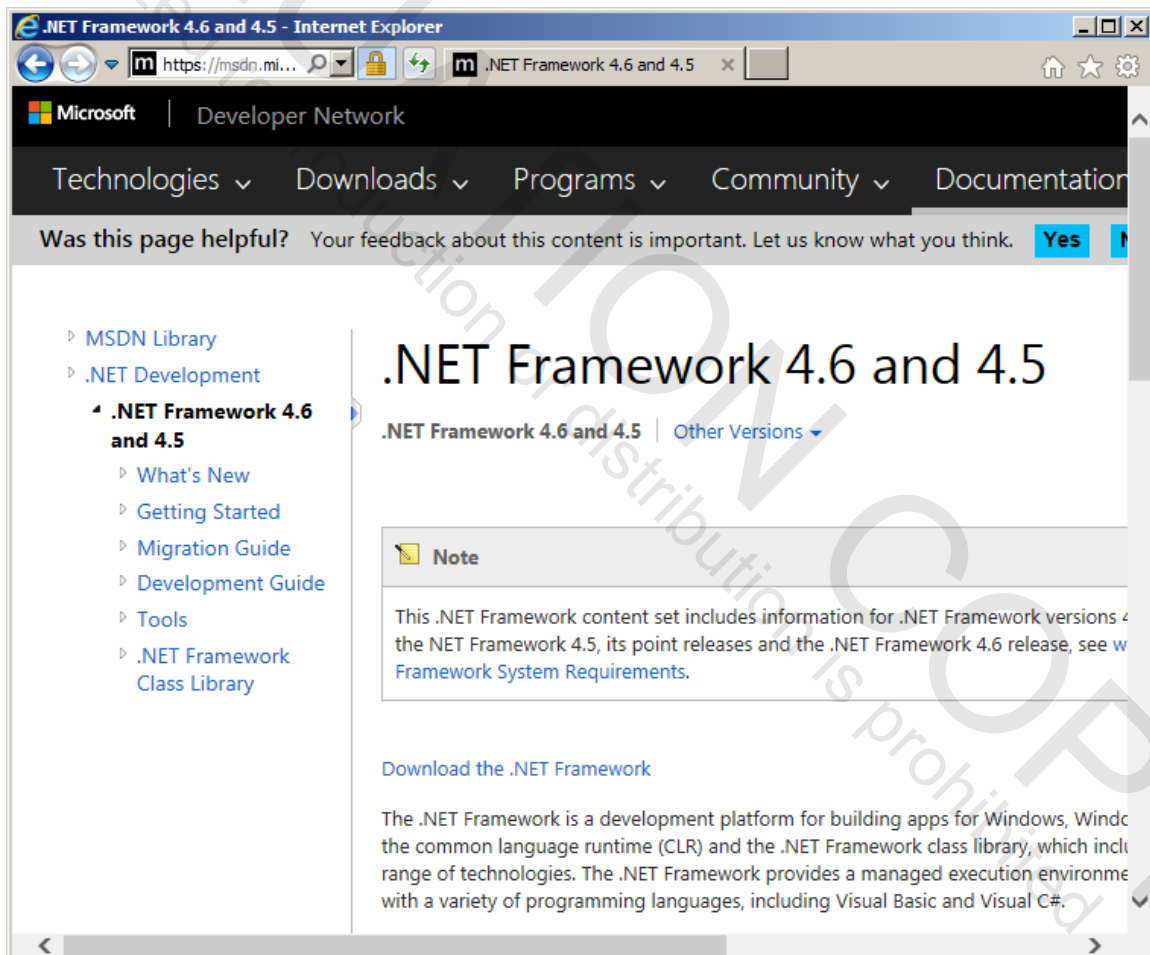 .NET Framework 4.6 and 4.5 - Internet Explorer
https://msdn.mi...
.NET Framework 4.6 and 4.5
Microsoft | Developer Network
Technologies Downloads Programs Community Documentation
Was this page helpful? Your feedback about this content is important. Let us know what you think. Yes
MSDN Library
.NET Development
.NET Framework 4.6
and 4.5
What's New
Getting Started
Migration Guide
Development Guide
Tools
.NET Framework
Class Library
.NET Framework 4.6 and 4.5
.NET Framework 4.6 and 4.5 | Other Versions
Note
This .NET Framework content set includes information for .NET Framework versions
the NET Framework 4.5, its point releases and the .NET Framework 4.6 release, see
Framework System Requirements.
Download the .NET Framework
The .NET Framework is a development platform for building apps for Windows,
the common language runtime (CLR) and the .NET Framework class library, which
range of technologies. The .NET Framework provides a managed execution
with a variety of programming languages, including Visual Basic and Visual C#.
distribution is prohibited